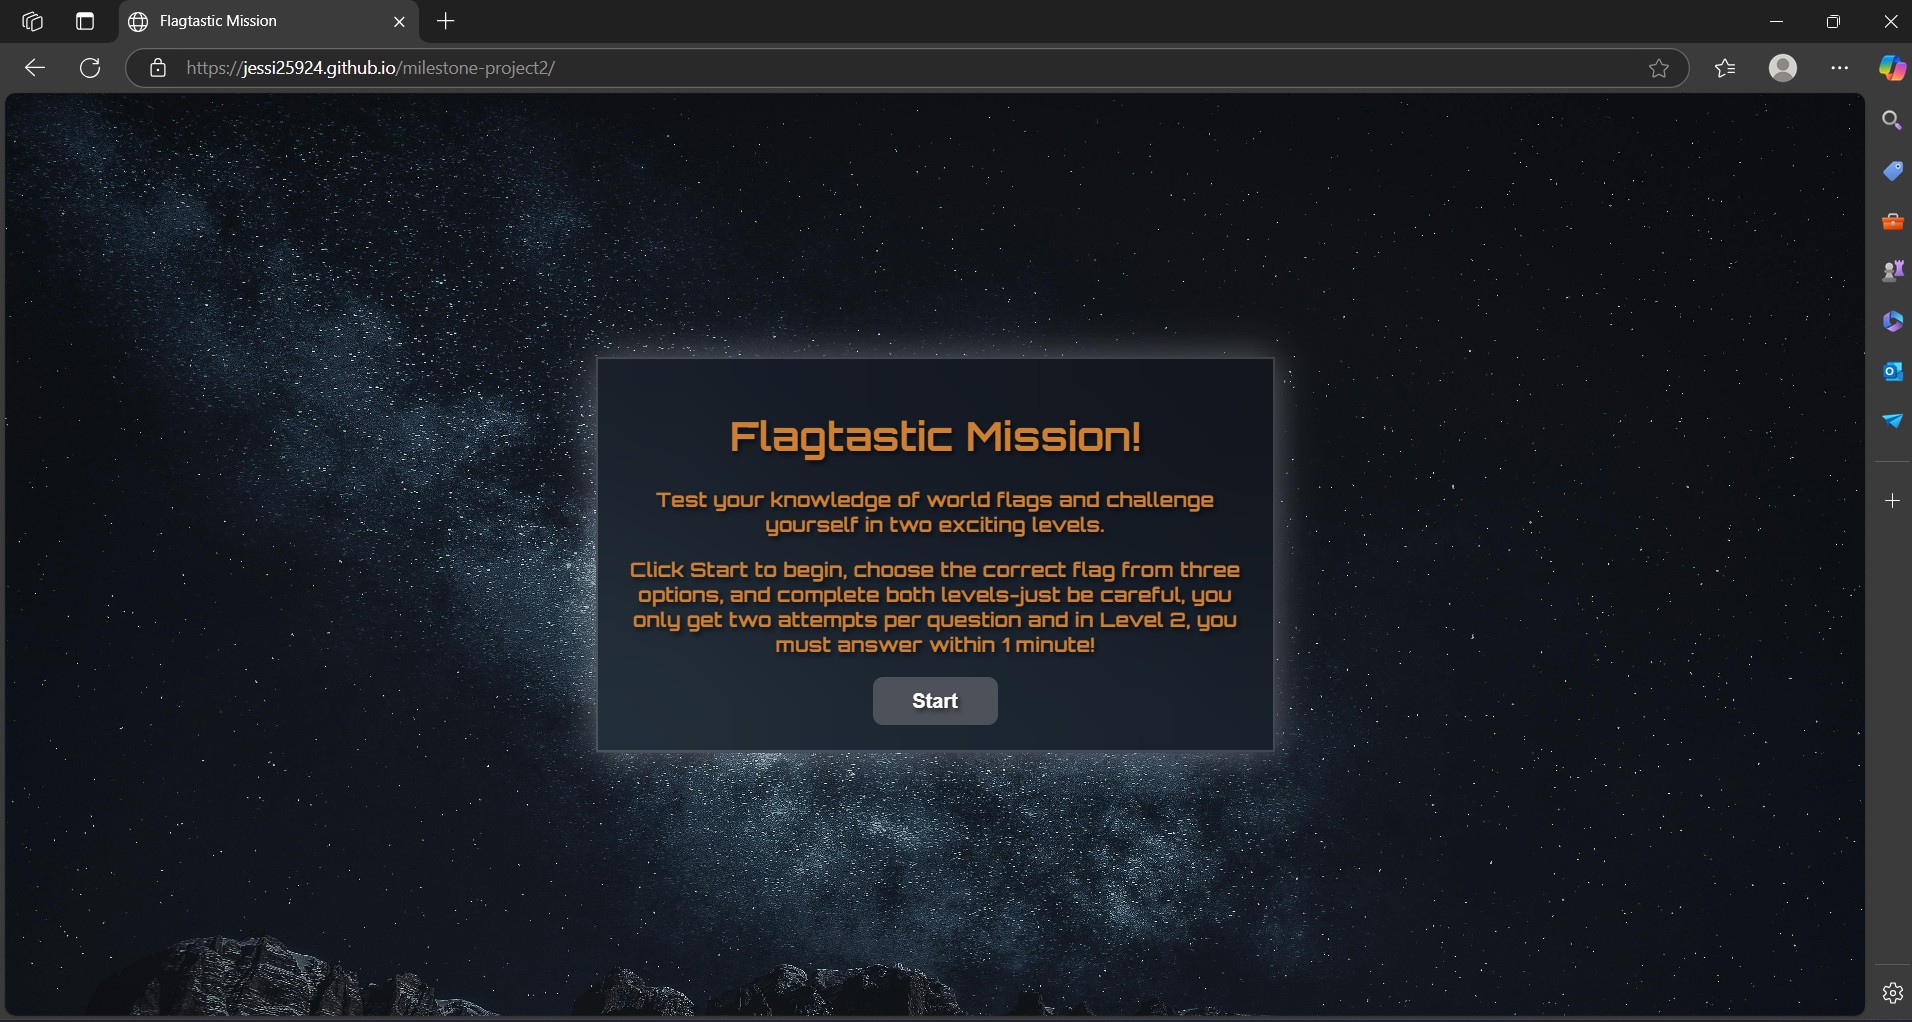 Flagtastic Mission
https://jessi25924.github.io/milestone-project2/
Flagtastic Mission!
Test your knowledge of world flags and challenge
yourself in two exciting levels.
Click Start to begin, choose the correct flag from three
options, and complete both levels-just be careful, you
only get two attempts per question and in Level 2, you
must answer within 1 minute!
Start